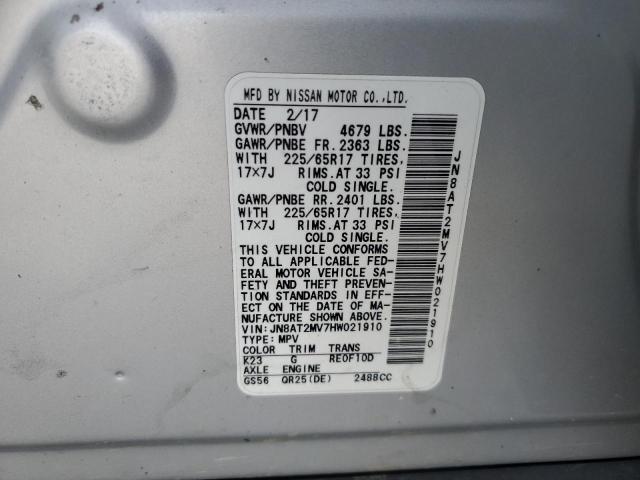 MFD BY NISSAN MOTOR CO.,LTD.
DATE 2/17
GVWR/PNBV 4679 LBS.
GAWR/PNBE FR. 2363 LBS.
WITH 225/65R17 TIRES,
17x7J RIMS.AT 33 PSI
COLD SINGLE.
GAWR/PNBE RR. 2401 LBS.
WITH 225/65R17 TIRES,
17x7J RIMS.AT 33 PSI
COLD SINGLE.
THIS VEHICLE CONFORMS
TO ALL APPLICABLE FED-
ERAL MOTOR VEHICLE SA-
FETY AND THEFT PREVEN-
TION STANDARDS IN EFF-
ECT ON THE DATE OF MA-
NUFACTURE SHOWN ABOVE.
VIN: JN8AT2MV7HW021910
TYPE: MPV
COLOR TRIM TRANS
K23 G RE0F10D
AXLE ENGINE
GS56 QR25(DE) 2488CC
JN8AT2MV7HW021910